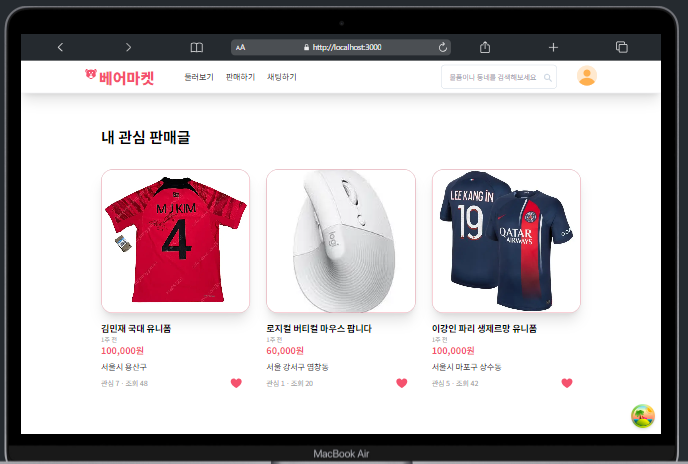 AA
http://localhost:3000
베어마켓
둘러보기 판매하기 채팅하기
물품이나 동네를 검색해보세요
내 관심 판매글
M J KIM
4
LEE KANG IN
19
QATAR
AIRWAYS
김민재 국대 유니폼
1주 전
100,000원
서울시 용산구
관심 7 · 조회 48
로지컬 버티컬 마우스 팝니다
1주 전
60,000원
서울 강서구 염창동
관심 1 · 조회 20
이강인 파리 생제르망 유니폼
1주 전
100,000원
서울시 마포구 상수동
관심 5 · 조회 42
MacBook Air